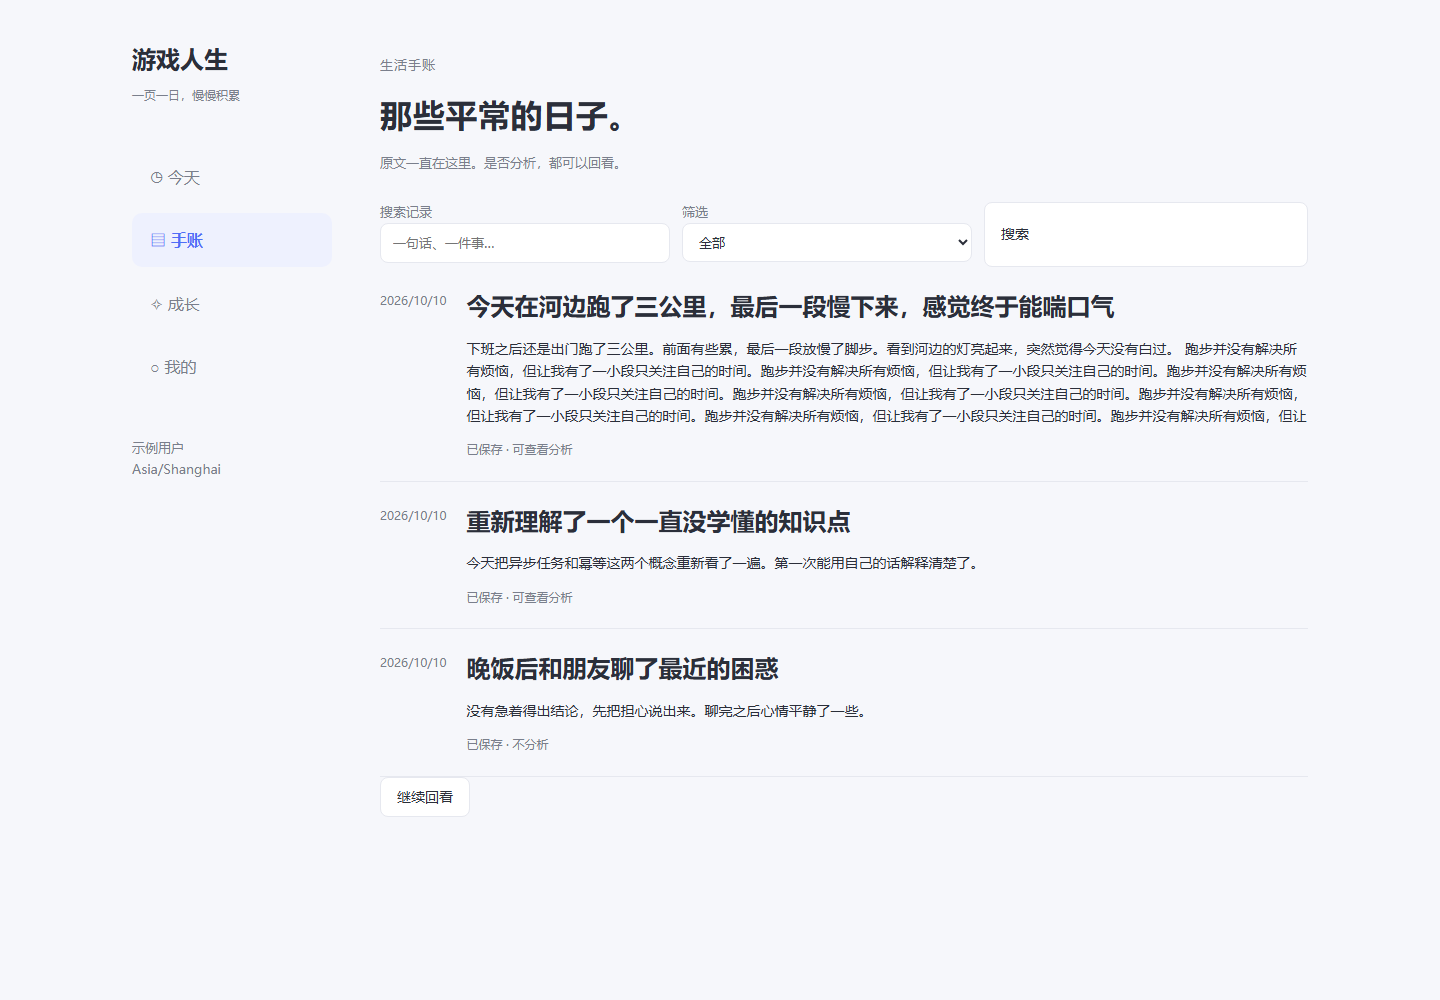 游戏人生
一页一日，慢慢积累
◷ 今天
▤ 手账
✧ 成长
○ 我的
示例用户
Asia/Shanghai
生活手账
那些平常的日子。
原文一直在这里。是否分析，都可以回看。
搜索记录
一句话、一件事...
筛选
全部
搜索
2026/10/10
今天在河边跑了三公里，最后一段慢下来，感觉终于能喘口气
下班之后还是出门跑了三公里。前面有些累，最后一段放慢了脚步。看到河边的灯亮起来，突然觉得今天没有白过。 跑步并没有解决所
有烦恼，但让我有了一小段只关注自己的时间。跑步并没有解决所有烦恼，但让我有了一小段只关注自己的时间。跑步并没有解决所有烦
恼，但让我有了一小段只关注自己的时间。跑步并没有解决所有烦恼，但让我有了一小段只关注自己的时间。跑步并没有解决所有烦恼，
但让我有了一小段只关注自己的时间。跑步并没有解决所有烦恼，但让我有了一小段只关注自己的时间。跑步并没有解决所有烦恼，但让
已保存 · 可查看分析
2026/10/10
重新理解了一个一直没学懂的知识点
今天把异步任务和幂等这两个概念重新看了一遍。第一次能用自己的话解释清楚了。
已保存 · 可查看分析
2026/10/10
晚饭后和朋友聊了最近的困惑
没有急着得出结论，先把担心说出来。聊完之后心情平静了一些。
已保存 · 不分析
继续回看